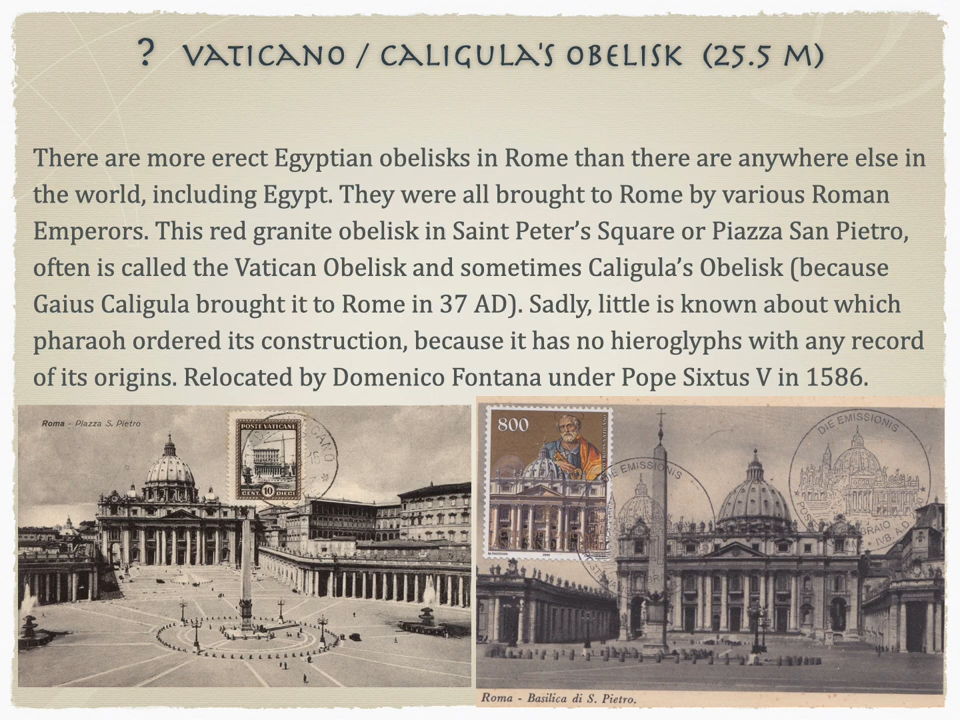 ? VATICANO / CALIGULA'S OBELISK (25.5 M)
There are more erect Egyptian obelisks in Rome than there are anywhere else in
the world, including Egypt. They were all brought to Rome by various Roman
Emperors. This red granite obelisk in Saint Peter’s Square or Piazza San Pietro,
often is called the Vatican Obelisk and sometimes Caligula’s Obelisk (because
Gaius Caligula brought it to Rome in 37 AD). Sadly, little is known about which
pharaoh ordered its construction, because it has no hieroglyphs with any record
of its origins. Relocated by Domenico Fontana under Pope Sixtus V in 1586.
Roma - Piazza S. Pietro
POSTE VATICANE
CENT. 10 DIECI
800
DIE EMISSIONIS
DIE EMISSIONIS
Roma - Basilica di S. Pietro.